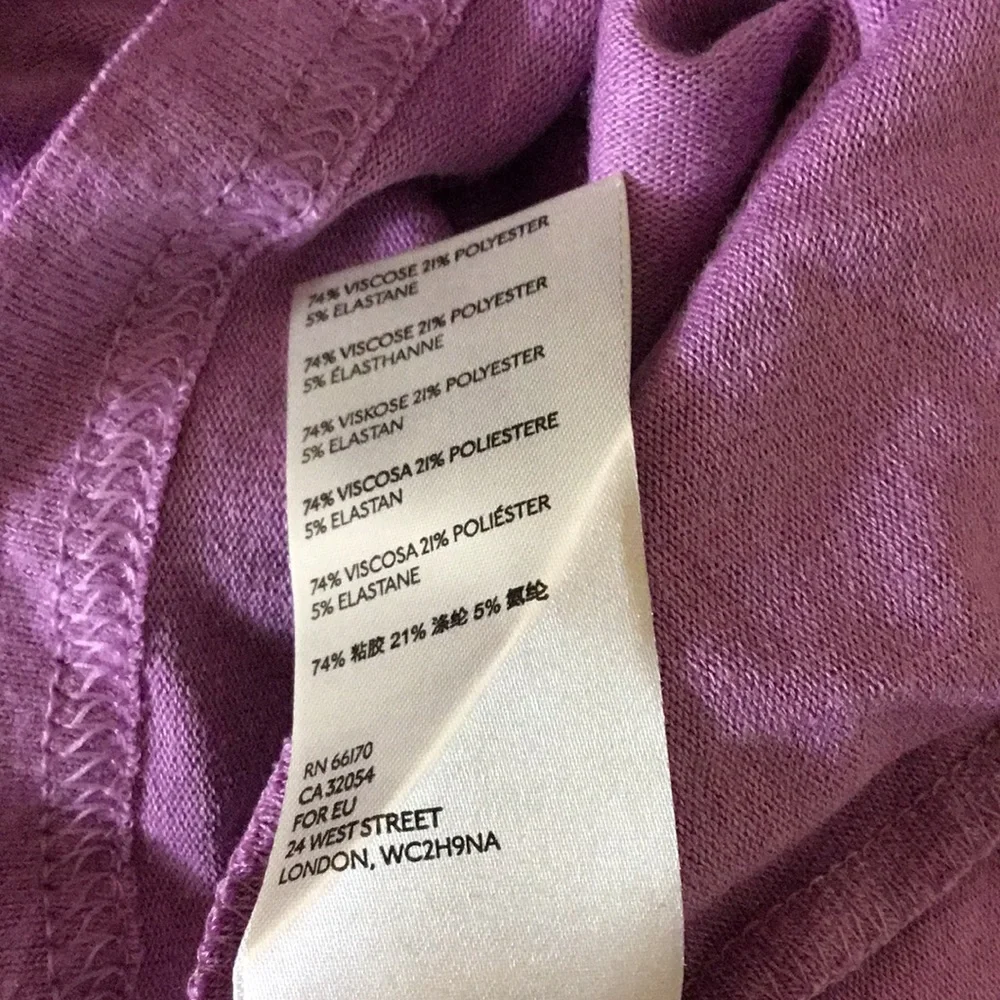 74% VISCOSE 21% POLYESTER
5% ELASTANE
74% VISCOSE 21% POLYESTER
5% ÉLASTHANNE
74% VISKOSE 21% POLYESTER
5% ELASTAN
74% VISCOSA 21% POLIESTERE
5% ELASTAN
74% VISCOSA 21% POLIÉSTER
5% ELASTANE
74% 粘胶 21% 涤纶 5% 氨纶
RN 66170
CA 32054
FOR EU
24 WEST STREET
LONDON, WC2H9NA